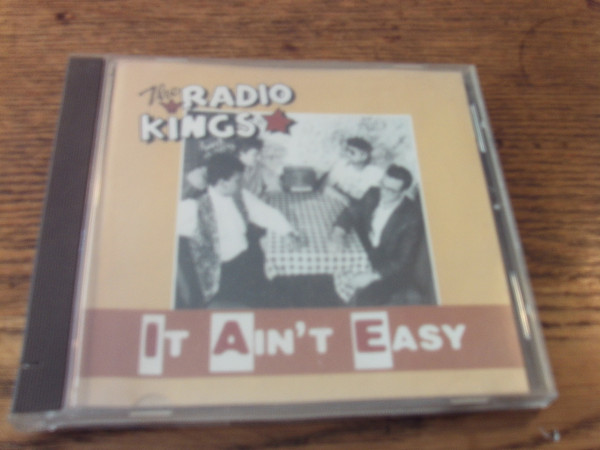 The RADIO
KINGS
IT AIN'T EASY